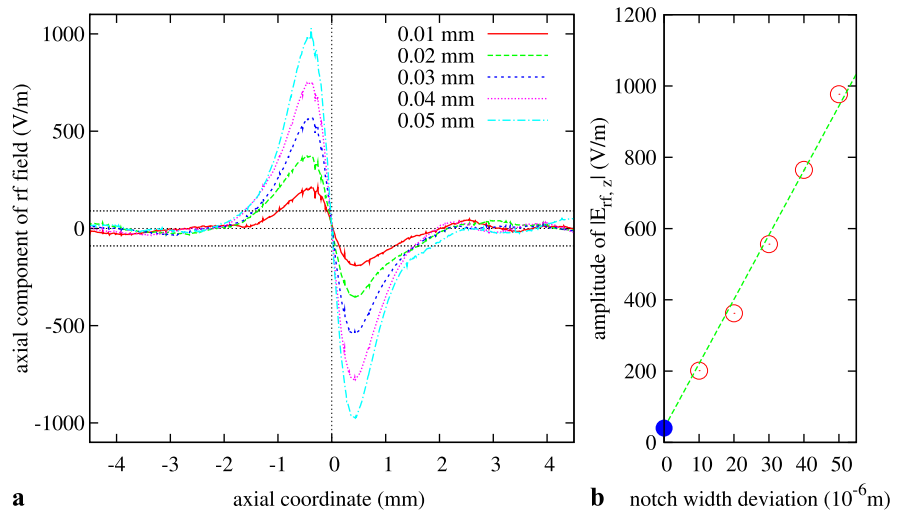 1000
500
0
-500
-1000
axial component of rf field (V/m)
0.01 mm
0.02 mm
0.03 mm
0.04 mm
0.05 mm
-4 -3 -2 -1 0 1 2 3 4
axial coordinate (mm)
a
1200
1000
800
600
400
200
0
amplitude of |E_rf, z| (V/m)
0 10 20 30 40 50
notch width deviation (10^-6m)
b